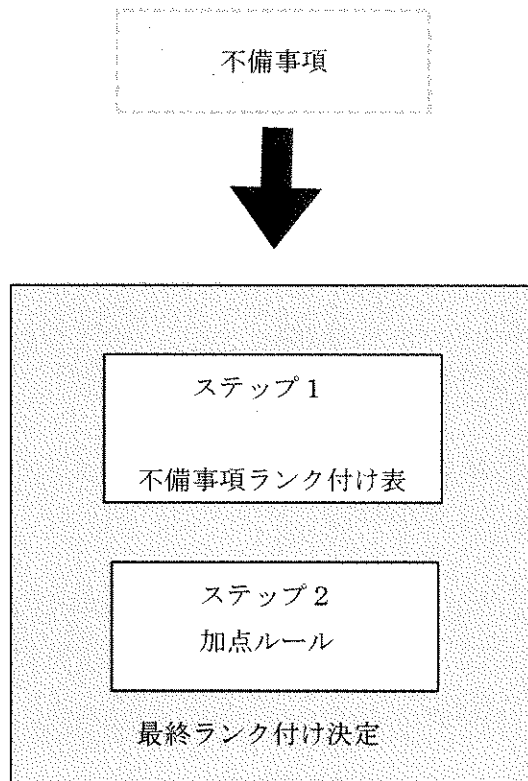 不備事項
ステップ1
不備事項ランク付け表
ステップ2
加点ルール
最終ランク付け決定